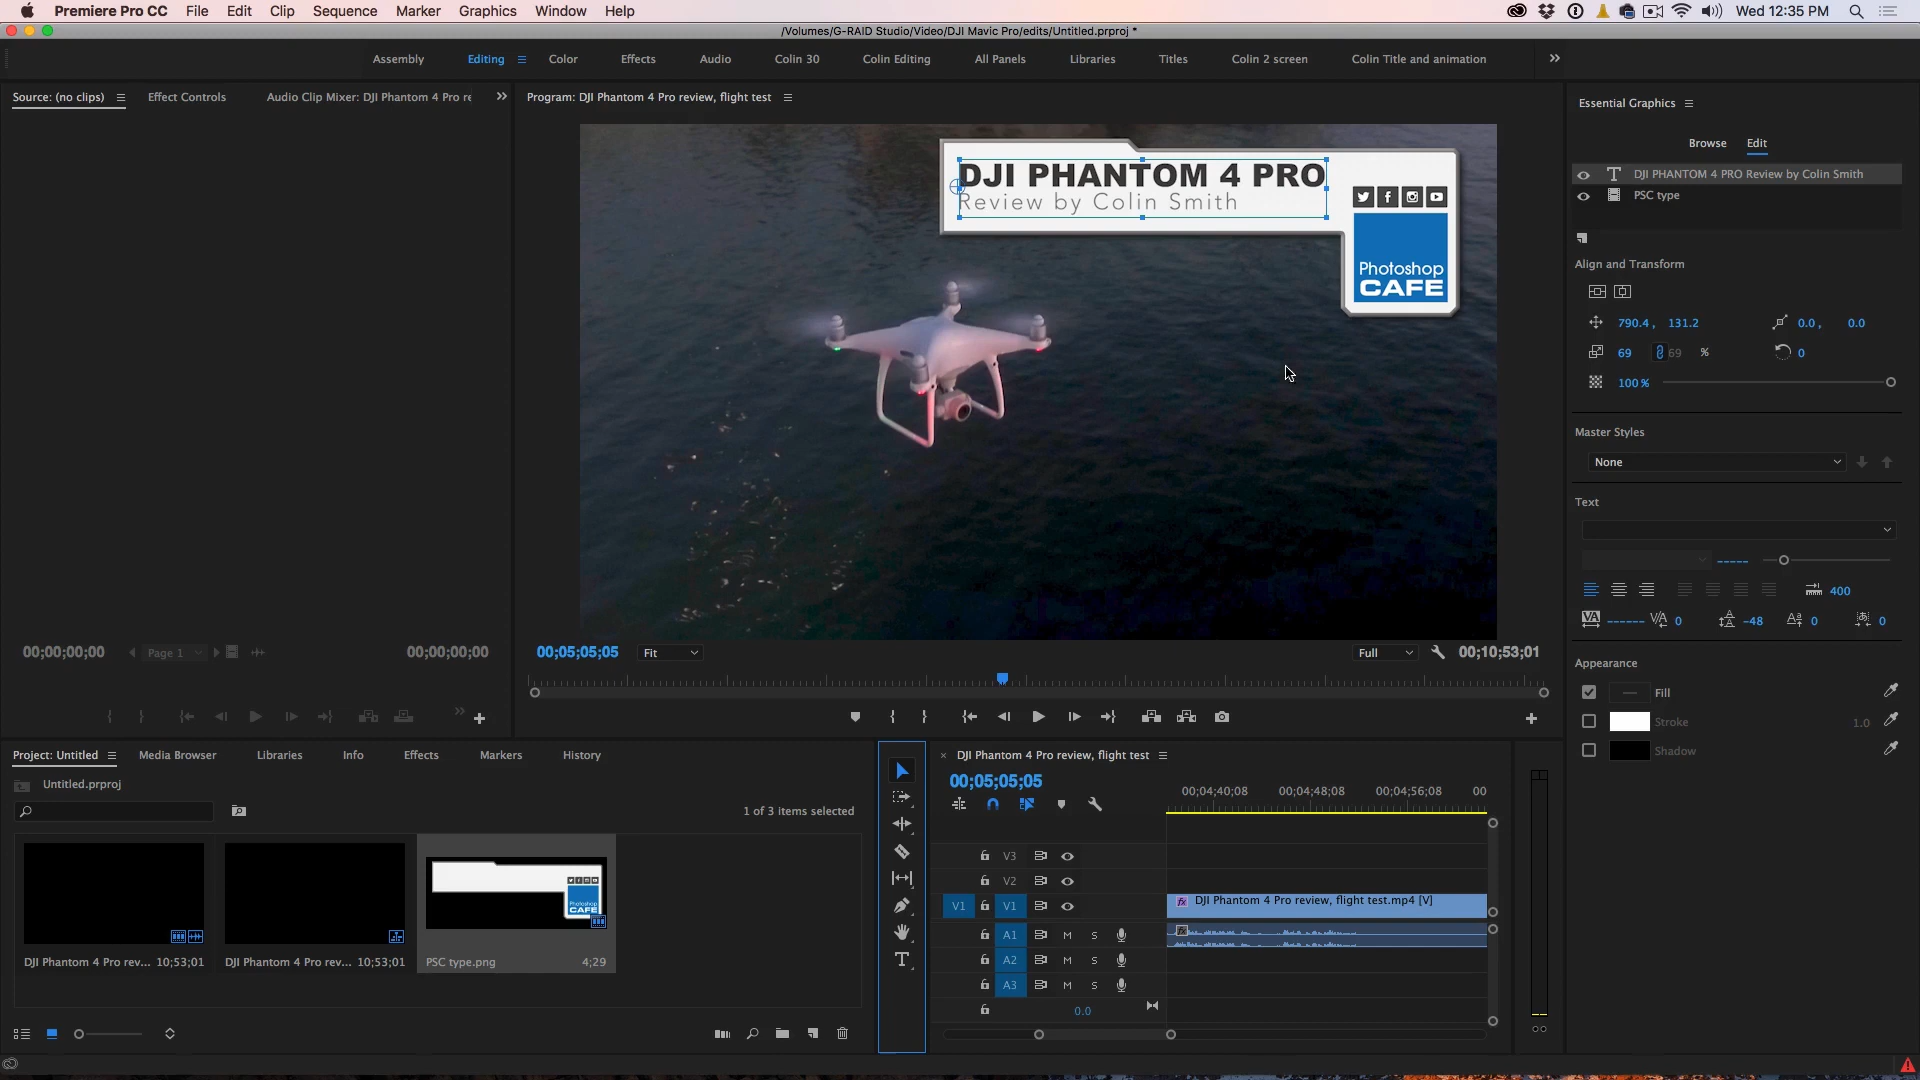 Premiere Pro CC File Edit Clip Sequence Marker Graphics Window Help Wed 12:35 PM
/Volumes/G-RAID Studio/Video/DJI Mavic Pro/edits/Untitled.prproj *
Assembly Editing Color Effects Audio Colin 30 Colin Editing All Panels Libraries Titles Colin 2 screen Colin Title and animation
Source: (no clips) Effect Controls Audio Clip Mixer: DJI Phantom 4 Pro re
Program: DJI Phantom 4 Pro review, flight test
Essential Graphics
Browse Edit
DJI PHANTOM 4 PRO Review by Colin Smith
PSC type
DJI PHANTOM 4 PRO
Review by Colin Smith
Photoshop
CAFE
Align and Transform
790.4 , 131.2 0.0 , 0.0
69 69 % 0
100 %
Master Styles
None
Text
400
0 -48 0 0
Appearance
Fill
Stroke 1.0
Shadow
00;00;00;00 Page 1 00;00;00;00
00;05;05;05 Fit Full 00;10;53;01
Project: Untitled Media Browser Libraries Info Effects Markers History
Untitled.prproj
1 of 3 items selected
Photoshop
CAFE
DJI Phantom 4 Pro rev... 10;53;01 DJI Phantom 4 Pro rev... 10;53;01 PSC type.png 4;29
× DJI Phantom 4 Pro review, flight test
00;05;05;05
00;04;40;08 00;04;48;08 00;04;56;08 00
V3
V2
V1 V1 fx DJI Phantom 4 Pro review, flight test.mp4 [V]
A1 M S fx
A2 M S
A3 M S
0.0